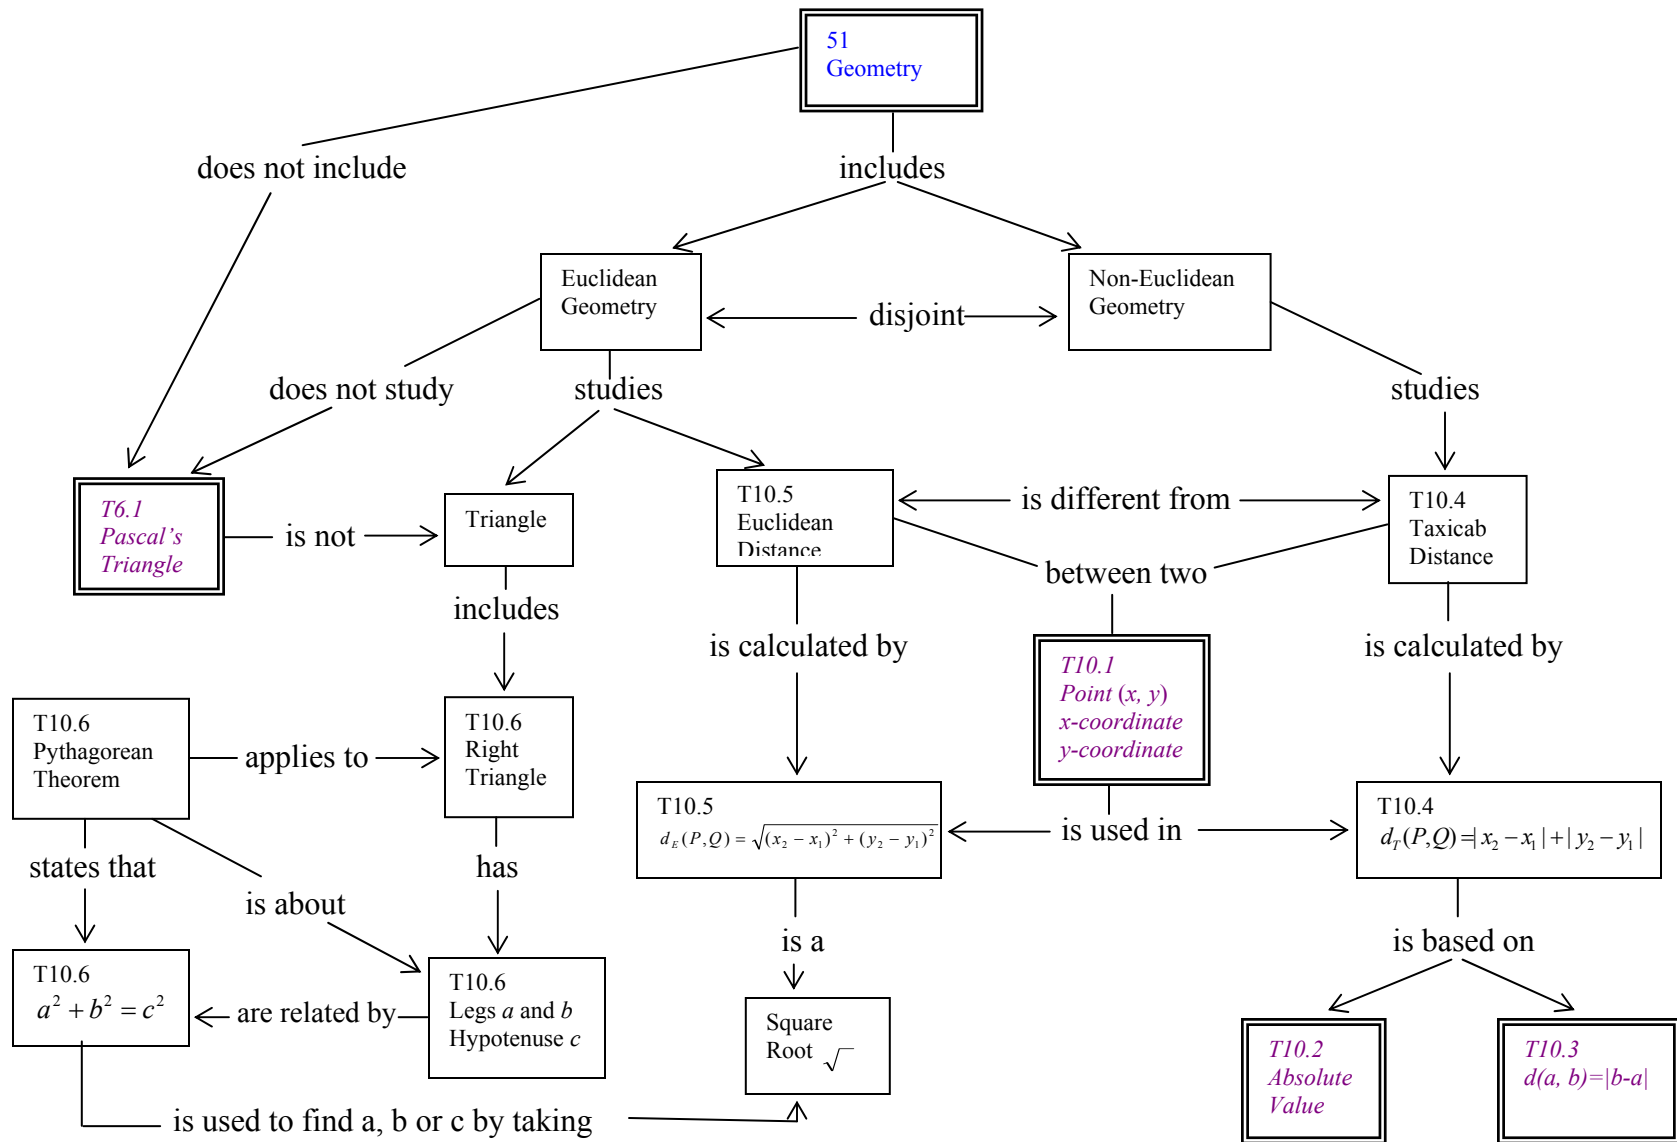 51
Geometry
does not include
includes
Euclidean
Geometry
Non-Euclidean
Geometry
disjoint
does not study
studies
studies
T6.1
Pascal’s
Triangle
is not
Triangle
T10.5
Euclidean
Distance
is different from
T10.4
Taxicab
Distance
between two
includes
is calculated by
T10.1
Point (x, y)
x-coordinate
y-coordinate
is calculated by
T10.6
Pythagorean
Theorem
applies to
T10.6
Right
Triangle
T10.5
d_E(P,Q) = √((x₂ − x₁)² + (y₂ − y₁)²)
is used in
T10.4
d_T(P,Q)=|x₂ − x₁|+|y₂ − y₁|
states that
is about
has
is a
is based on
T10.6
a² + b² = c²
are related by
T10.6
Legs a and b
Hypotenuse c
Square
Root √
T10.2
Absolute
Value
T10.3
d(a, b)=|b-a|
is used to find a, b or c by taking